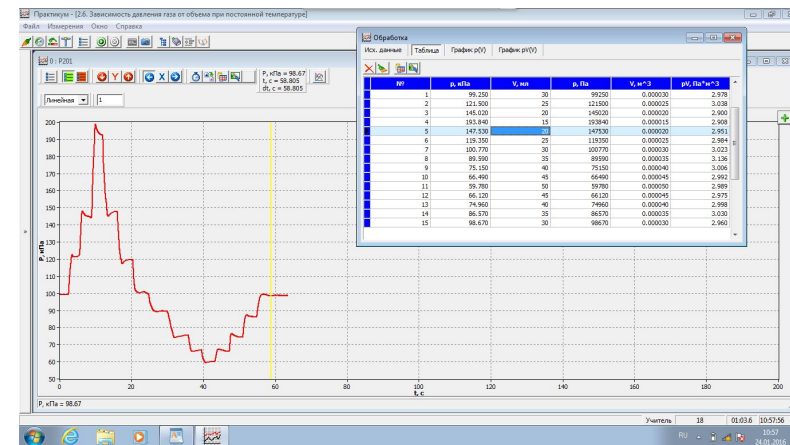 Практикум - [2.6. Зависимость давления газа от объема при постоянной температуре]
Файл Измерения Окно Справка
0 : P201
P, кПа = 98.67
t, c = 58.805
dt, c = 58.805
Линейная 1
200
190
180
170
160
150
140
130
120
110
100
90
80
70
60
50
P, кПа
0 20 40 60 80 100 120 140 160 180 200
t, c
Обработка
Исх. данные Таблица График p(V) График pV(V)
№ p, кПа V, мл p, Па V, м^3 pV, Па*м^3
1 99.250 30 99250 0.000030 2.978
2 121.500 25 121500 0.000025 3.038
3 145.020 20 145020 0.000020 2.900
4 193.840 15 193840 0.000015 2.908
5 147.530 20 147530 0.000020 2.951
6 119.350 25 119350 0.000025 2.984
7 100.770 30 100770 0.000030 3.023
8 89.590 35 89590 0.000035 3.136
9 75.150 40 75150 0.000040 3.006
10 66.490 45 66490 0.000045 2.992
11 59.780 50 59780 0.000050 2.989
12 66.120 45 66120 0.000045 2.975
13 74.960 40 74960 0.000040 2.998
14 86.570 35 86570 0.000035 3.030
15 98.670 30 98670 0.000030 2.960
P, кПа = 98.67
Учитель 18 01:03.6 10:57:56
RU 10:57
24.01.2016